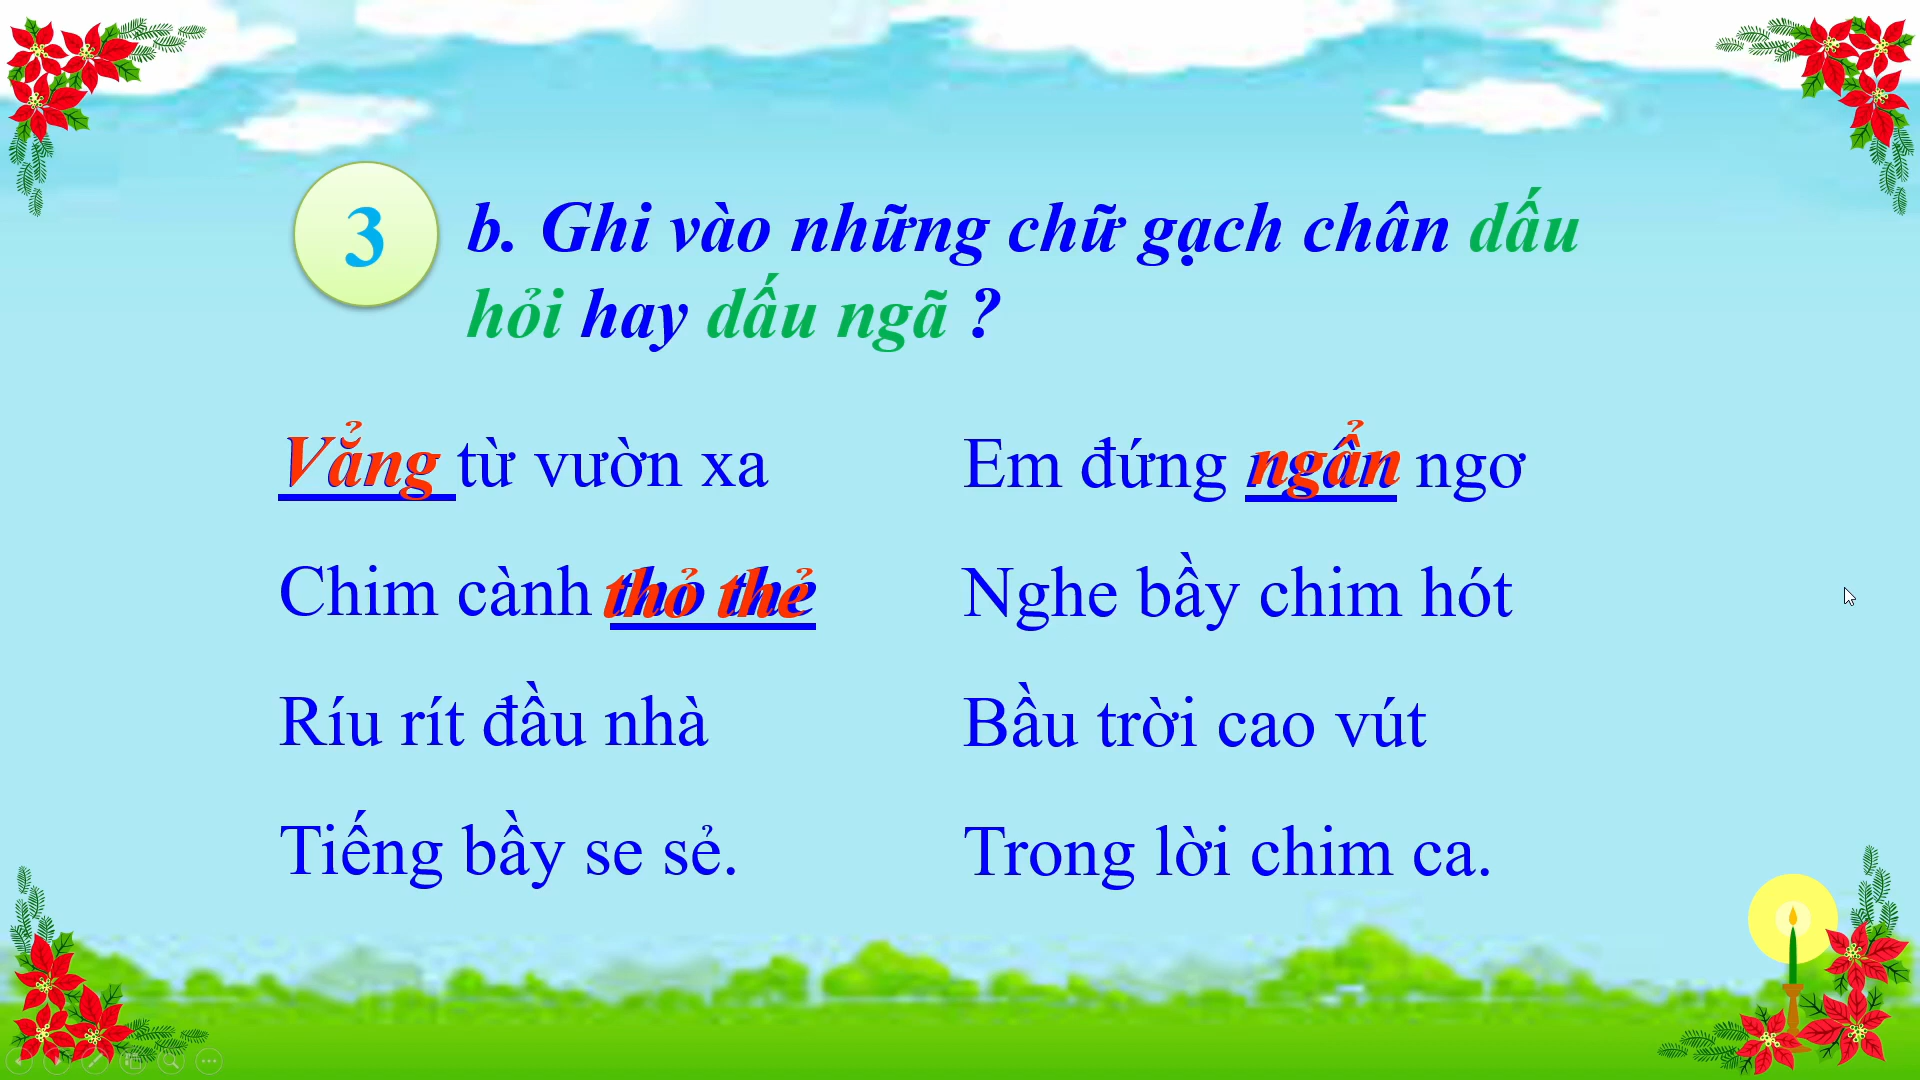 3
b. Ghi vào những chữ gạch chân dấu
hỏi hay dấu ngã ?
Vẳng từ vườn xa
Chim cành thỏ thẻ
Ríu rít đầu nhà
Tiếng bầy se sẻ.
Em đứng ngẩn ngơ
Nghe bầy chim hót
Bầu trời cao vút
Trong lời chim ca.